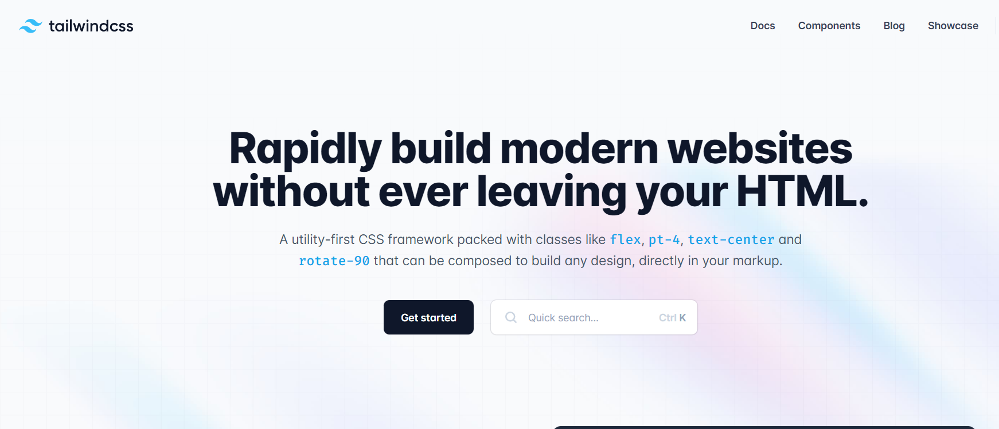 tailwindcss
Docs Components Blog Showcase
Rapidly build modern websites
without ever leaving your HTML.
A utility-first CSS framework packed with classes like flex, pt-4, text-center and
rotate-90 that can be composed to build any design, directly in your markup.
Get started
Quick search... Ctrl K